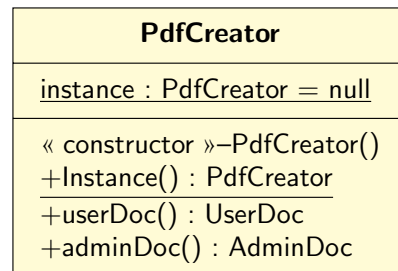 PdfCreator
instance : PdfCreator = null
« constructor »–PdfCreator()
+Instance() : PdfCreator
+userDoc() : UserDoc
+adminDoc() : AdminDoc